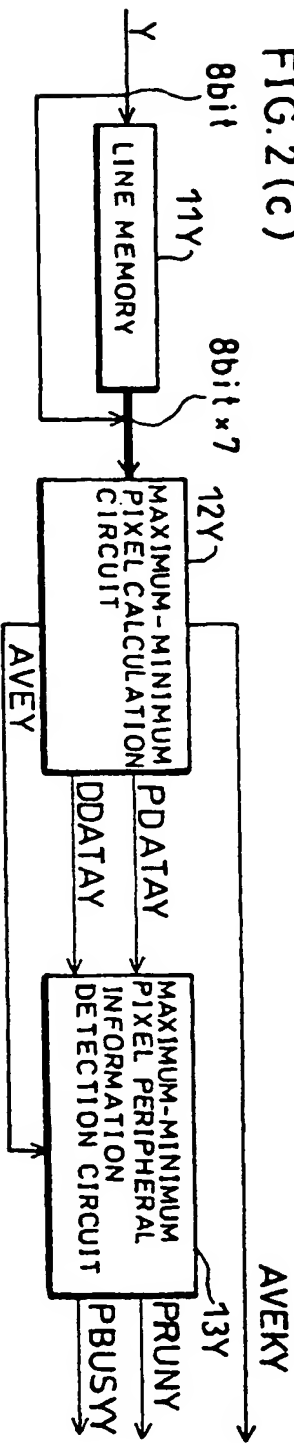 FIG. 2 (c)
Y
8bit
11Y
LINE MEMORY
8bit ×7
12Y
MAXIMUM-MINIMUM
PIXEL CALCULATION
CIRCUIT
AVEY
PDATAY
DDATAY
MAXIMUM-MINIMUM
PIXEL PERIPHERAL
INFORMATION
DETECTION CIRCUIT
13Y
AVEKY
PRUNY
PBUSYY